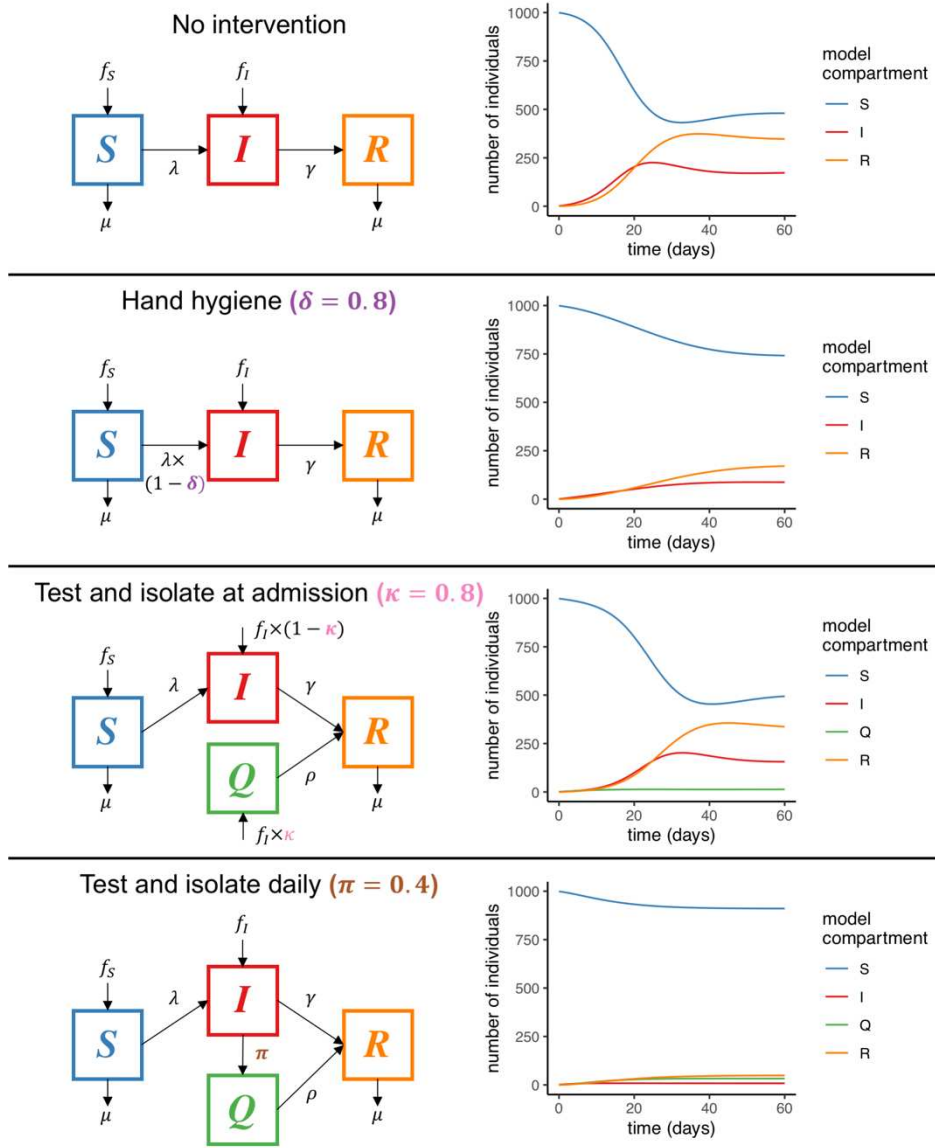 No intervention
f_S
f_I
S
λ
I
γ
R
μ
μ
number of individuals
1000
750
500
250
0
0 20 40 60
time (days)
model
compartment
S
I
R
Hand hygiene (δ = 0.8)
f_S
f_I
S
λ×
(1 − δ)
I
γ
R
μ
μ
number of individuals
1000
750
500
250
0
0 20 40 60
time (days)
model
compartment
S
I
R
Test and isolate at admission (κ = 0.8)
f_I×(1 − κ)
f_S
S
λ
I
γ
R
Q
ρ
μ
μ
f_I×κ
number of individuals
1000
750
500
250
0
0 20 40 60
time (days)
model
compartment
S
I
Q
R
Test and isolate daily (π = 0.4)
f_I
f_S
S
λ
I
γ
R
π
Q
ρ
μ
μ
number of individuals
1000
750
500
250
0
0 20 40 60
time (days)
model
compartment
S
I
Q
R